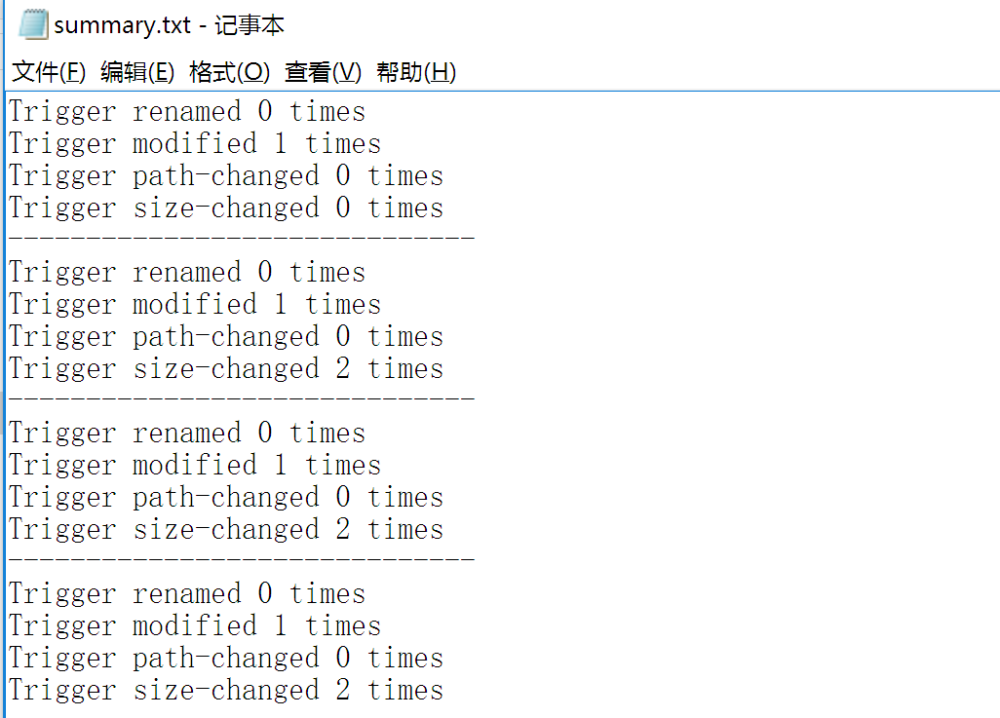 summary.txt - 记事本
文件(F) 编辑(E) 格式(O) 查看(V) 帮助(H)
Trigger renamed 0 times
Trigger modified 1 times
Trigger path-changed 0 times
Trigger size-changed 0 times
------------------------------
Trigger renamed 0 times
Trigger modified 1 times
Trigger path-changed 0 times
Trigger size-changed 2 times
------------------------------
Trigger renamed 0 times
Trigger modified 1 times
Trigger path-changed 0 times
Trigger size-changed 2 times
------------------------------
Trigger renamed 0 times
Trigger modified 1 times
Trigger path-changed 0 times
Trigger size-changed 2 times